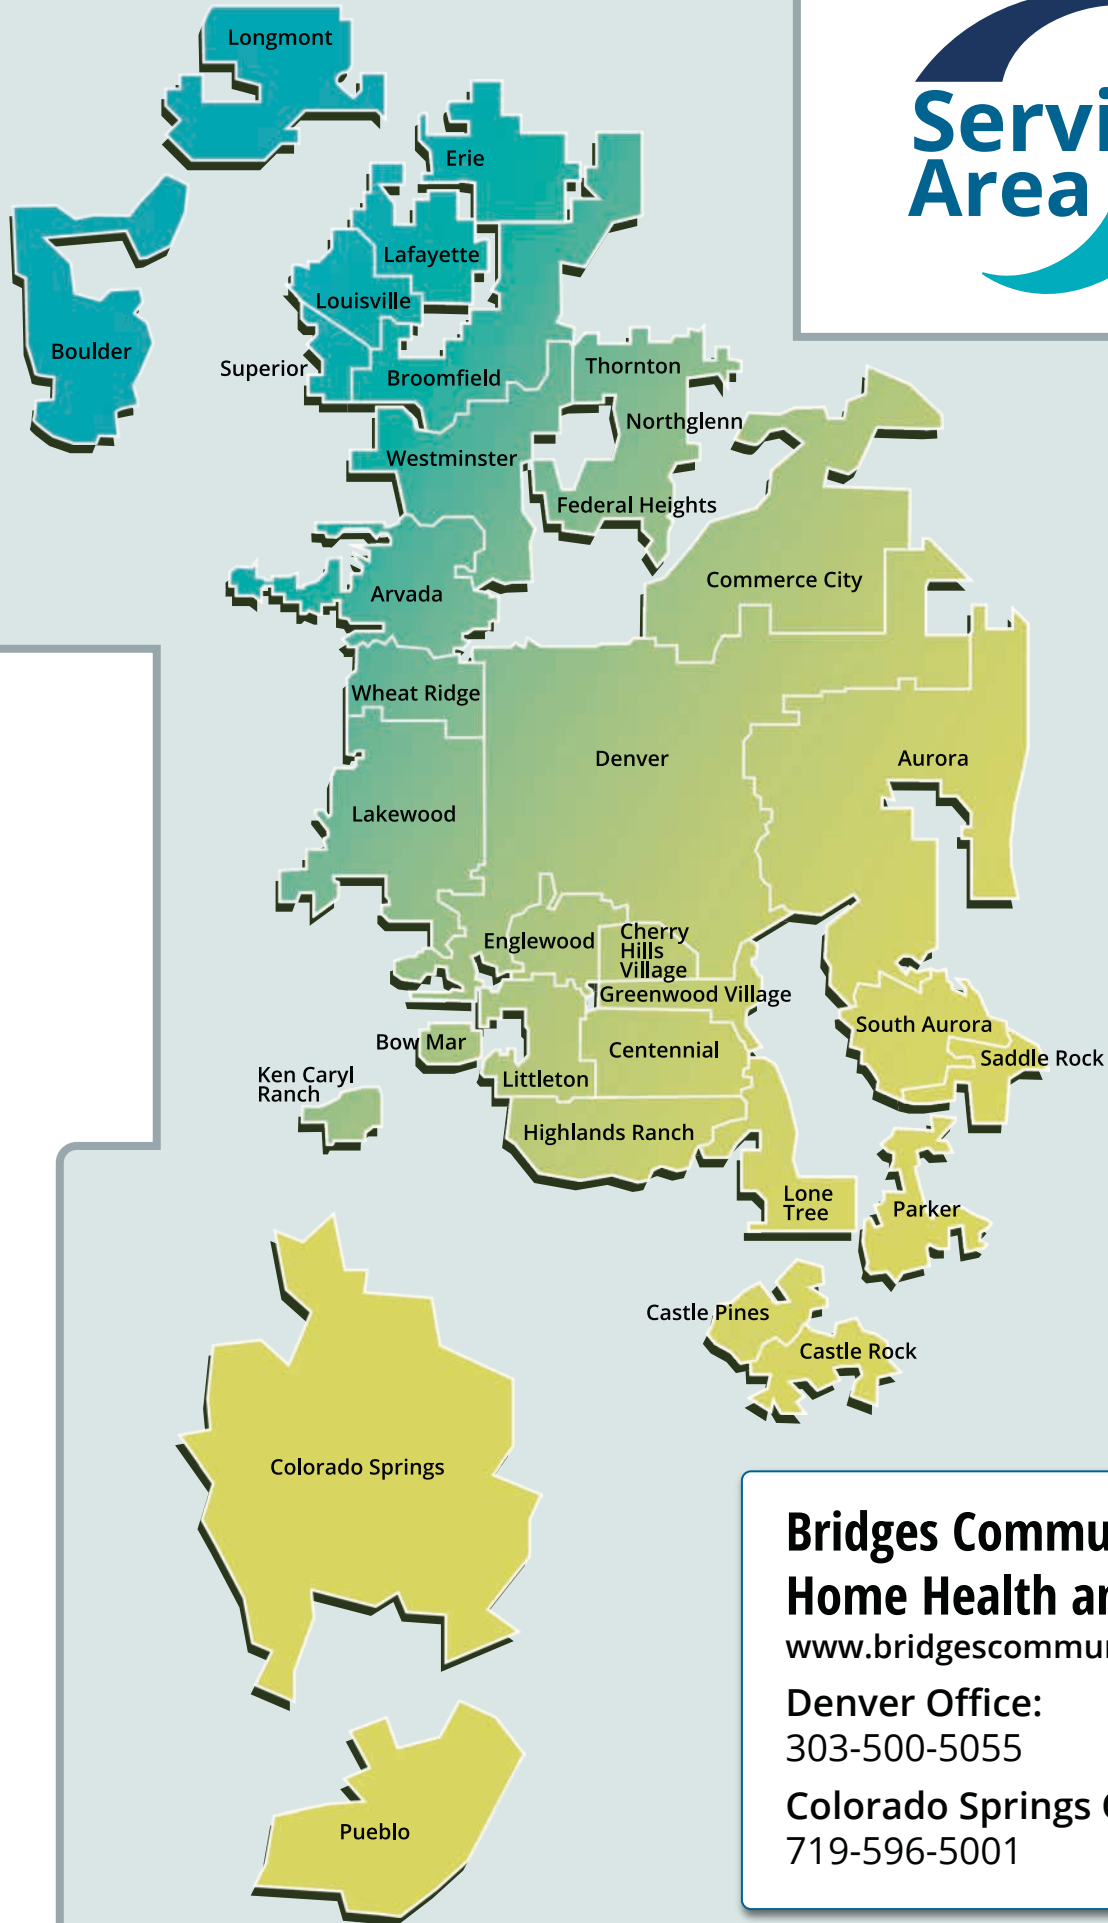 Longmont
Servi
Area
Erie
Lafayette
Louisville
Boulder
Superior
Broomfield
Thornton
Northglenn
Westminster
Federal Heights
Commerce City
Arvada
Wheat Ridge
Denver
Aurora
Lakewood
Englewood
Cherry
Hills
Village
Greenwood Village
South Aurora
Bow Mar
Centennial
Saddle Rock
Ken Caryl
Ranch
Littleton
Highlands Ranch
Lone
Tree
Parker
Castle Pines
Castle Rock
Colorado Springs
Pueblo
Bridges Commu
Home Health a
www.bridgescommu
Denver Office:
303-500-5055
Colorado Springs
719-596-5001